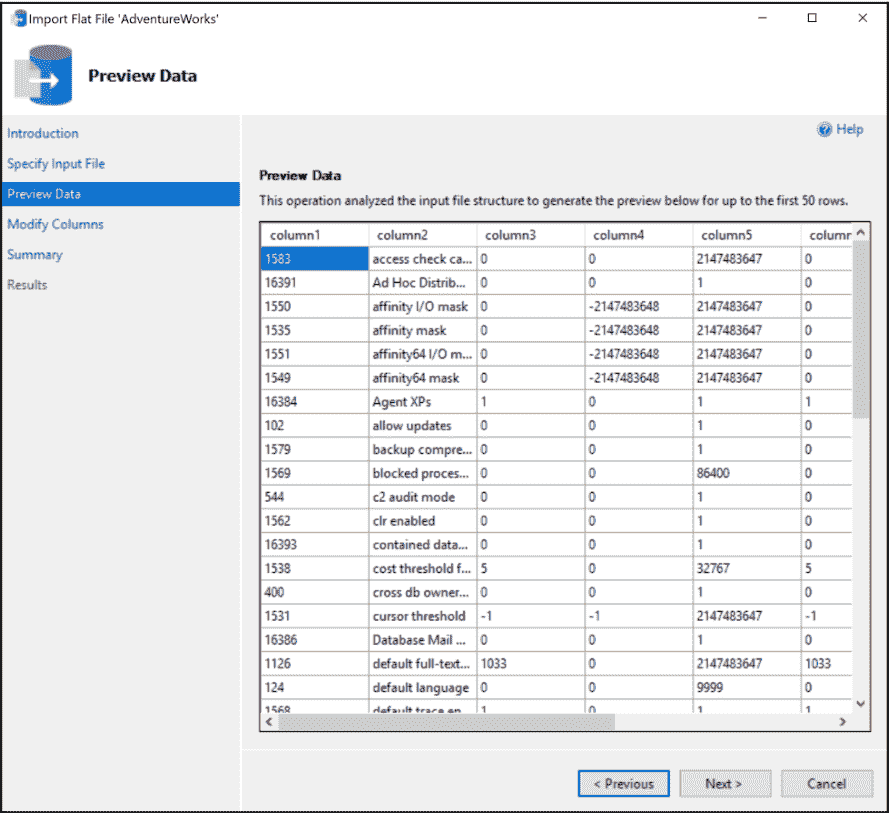 Import Flat File 'AdventureWorks'
Preview Data
Introduction
Specify Input File
Preview Data
Modify Columns
Summary
Results
Help
Preview Data
This operation analyzed the input file structure to generate the preview below for up to the first 50 rows.
column1 column2 column3 column4 column5 column
1583 access check ca... 0 0 2147483647 0
16391 Ad Hoc Distrib... 0 0 1 0
1550 affinity I/O mask 0 -2147483648 2147483647 0
1535 affinity mask 0 -2147483648 2147483647 0
1551 affinity64 I/O m... 0 -2147483648 2147483647 0
1549 affinity64 mask 0 -2147483648 2147483647 0
16384 Agent XPs 1 0 1 1
102 allow updates 0 0 1 0
1579 backup compre... 0 0 1 0
1569 blocked proces... 0 0 86400 0
544 c2 audit mode 0 0 1 0
1562 clr enabled 0 0 1 0
16393 contained data... 0 0 1 0
1538 cost threshold f... 5 0 32767 5
400 cross db owner... 0 0 1 0
1531 cursor threshold -1 -1 2147483647 -1
16386 Database Mail ... 0 0 1 0
1126 default full-text... 1033 0 2147483647 1033
124 default language 0 0 9999 0
1568 default trace en... 1 0 1 1
< Previous Next > Cancel